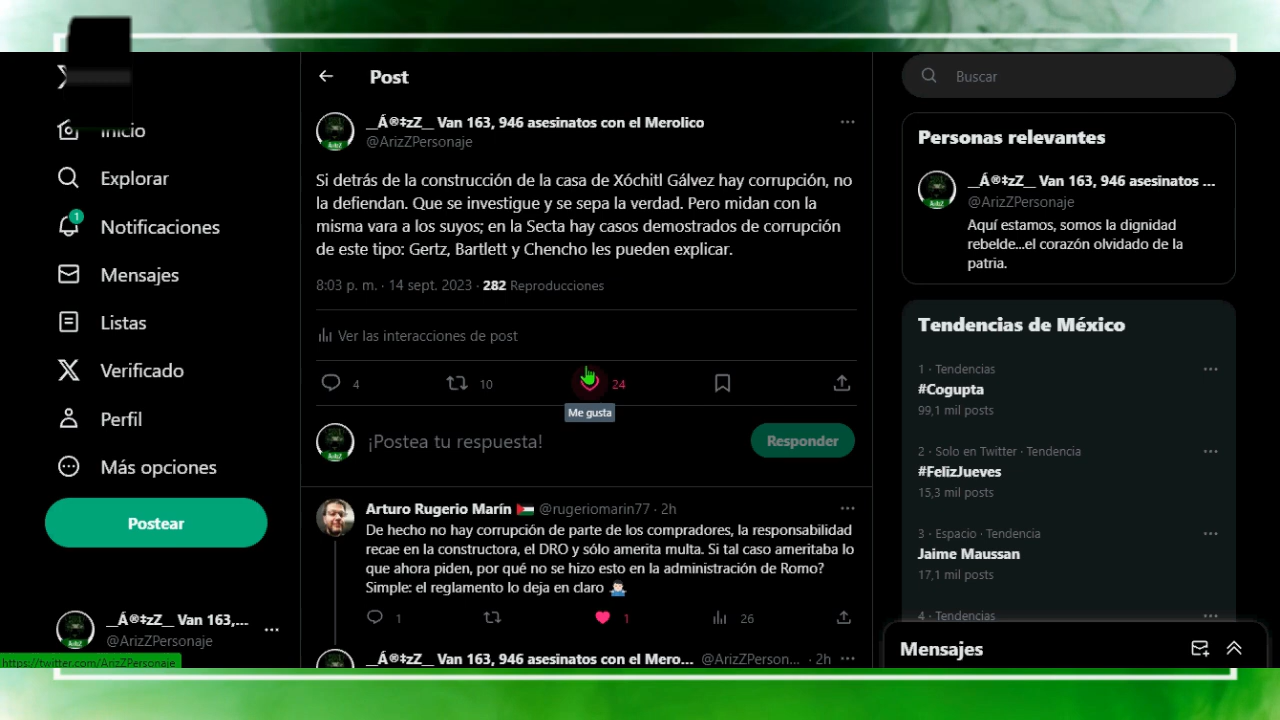 Post
Buscar
__Á®‡zZ__ Van 163, 946 asesinatos con el Merolico
@ArizZPersonaje
Si detrás de la construcción de la casa de Xóchitl Gálvez hay corrupción, no
la defiendan. Que se investigue y se sepa la verdad. Pero midan con la
misma vara a los suyos; en la Secta hay casos demostrados de corrupción
de este tipo: Gertz, Bartlett y Chencho les pueden explicar.
8:03 p. m. · 14 sept. 2023 · 282 Reproducciones
Ver las interacciones de post
4 10 24
Me gusta
¡Postea tu respuesta!
Responder
Arturo Rugerio Marín @rugeriomarin77 · 2h
De hecho no hay corrupción de parte de los compradores, la responsabilidad
recae en la constructora, el DRO y sólo amerita multa. Si tal caso ameritaba lo
que ahora piden, por qué no se hizo esto en la administración de Romo?
Simple: el reglamento lo deja en claro
1 1 26
__Á®‡zZ__ Van 163, 946 asesinatos con el Mero... @ArizZPerson... · 2h
Inicio
Explorar
1
Notificaciones
Mensajes
Listas
Verificado
Perfil
Más opciones
Postear
__Á®‡zZ__ Van 163,...
@ArizZPersonaje
https://twitter.com/ArizZPersonaje
Personas relevantes
__Á®‡zZ__ Van 163, 946 asesinatos ...
@ArizZPersonaje
Aquí estamos, somos la dignidad
rebelde...el corazón olvidado de la
patria.
Tendencias de México
1 · Tendencias
#Cogupta
99,1 mil posts
2 · Solo en Twitter · Tendencia
#FelizJueves
15,3 mil posts
3 · Espacio · Tendencia
Jaime Maussan
17,1 mil posts
4 · Tendencias
Mensajes